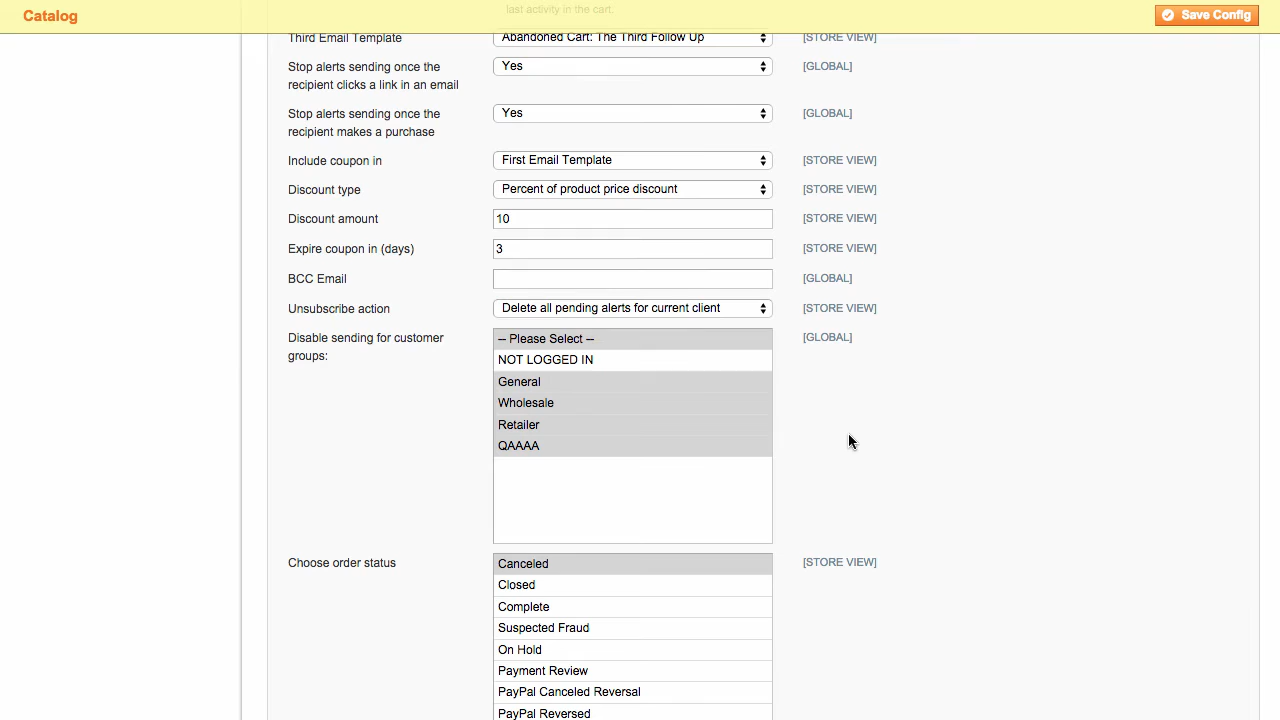 last activity in the cart.
Catalog
Save Config
Third Email Template
Abandoned Cart: The Third Follow Up
[STORE VIEW]
Stop alerts sending once the
recipient clicks a link in an email
Yes
[GLOBAL]
Stop alerts sending once the
recipient makes a purchase
Yes
[GLOBAL]
Include coupon in
First Email Template
[STORE VIEW]
Discount type
Percent of product price discount
[STORE VIEW]
Discount amount
10
[STORE VIEW]
Expire coupon in (days)
3
[STORE VIEW]
BCC Email
[GLOBAL]
Unsubscribe action
Delete all pending alerts for current client
[STORE VIEW]
Disable sending for customer
groups:
-- Please Select --
NOT LOGGED IN
General
Wholesale
Retailer
QAAAA
[GLOBAL]
Choose order status
Canceled
Closed
Complete
Suspected Fraud
On Hold
Payment Review
PayPal Canceled Reversal
PayPal Reversed
[STORE VIEW]